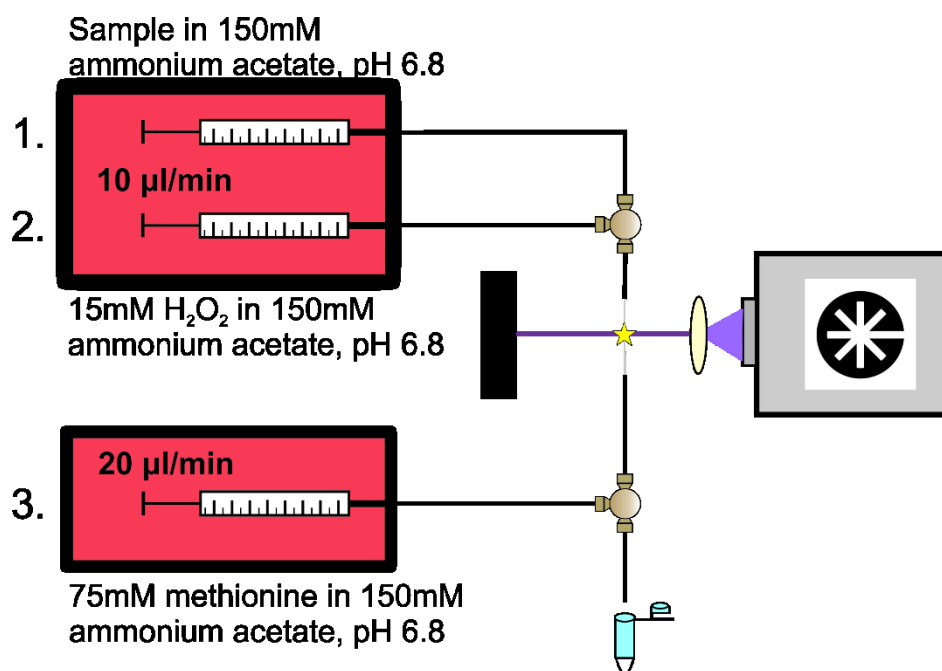 Sample in 150mM
ammonium acetate, pH 6.8
1.
10 µl/min
2.
15mM H₂O₂ in 150mM
ammonium acetate, pH 6.8
20 µl/min
3.
75mM methionine in 150mM
ammonium acetate, pH 6.8